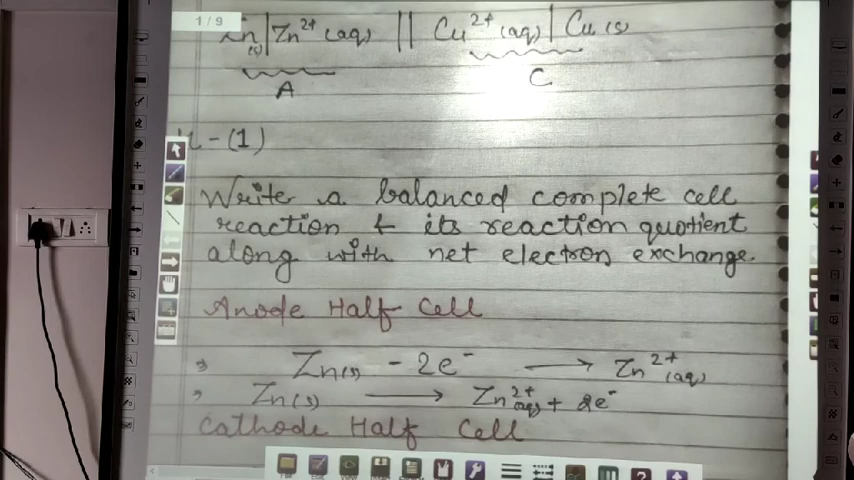 1 / 9
Zn(s) | Zn²⁺ (aq) || Cu²⁺ (aq) | Cu (s)
A C
- (1)
Write a balanced complete cell
reaction & its reaction quotient
along with net electron exchange.
Anode Half Cell
Zn(s) - 2e⁻ → Zn²⁺(aq)
Zn(s) → Zn²⁺(aq) + 2e⁻
Cathode Half Cell